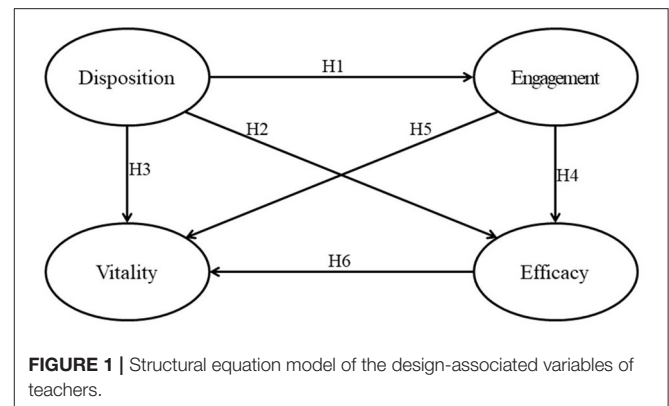 Disposition
H1
Engagement
H2
H5
H3
H4
Vitality
H6
Efficacy
FIGURE 1 | Structural equation model of the design-associated variables of
teachers.